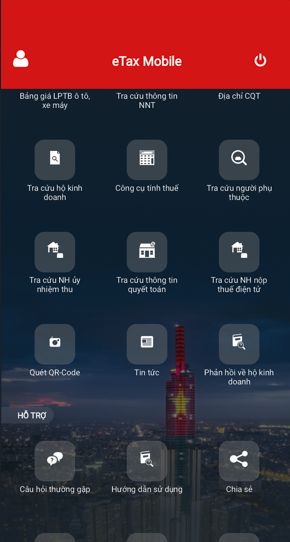 eTax Mobile
Bảng giá LPTB ô tô,
xe máy
Tra cứu thông tin
NNT
Địa chỉ CQT
Tra cứu hộ kinh
doanh
Công cụ tính thuế
Tra cứu người phụ
thuộc
Tra cứu NH ủy
nhiệm thu
Tra cứu thông tin
quyết toán
Tra cứu NH nộp
thuế điện tử
Quét QR-Code
Tin tức
Phản hồi về hộ kinh
doanh
HỖ TRỢ
Câu hỏi thường gặp
Hướng dẫn sử dụng
Chia sẻ